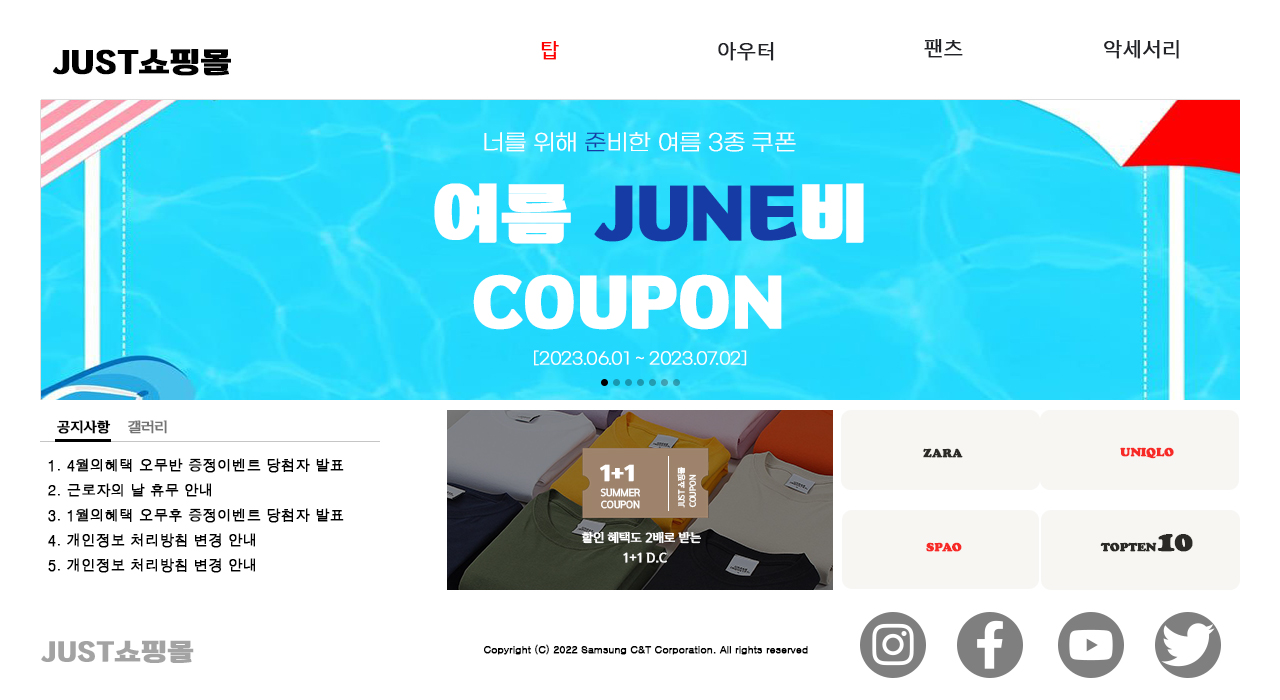 JUST쇼핑몰
탑 아우터 팬츠 악세서리
너를 위해 준비한 여름 3종 쿠폰
여름 JUNE비
COUPON
[2023.06.01 ~ 2023.07.02]
공지사항 갤러리
1. 4월의혜택 오무반 증정이벤트 당첨자 발표
2. 근로자의 날 휴무 안내
3. 1월의혜택 오무후 증정이벤트 당첨자 발표
4. 개인정보 처리방침 변경 안내
5. 개인정보 처리방침 변경 안내
1+1
SUMMER
COUPON
JUST 쇼핑몰
COUPON
할인 혜택도 2배로 받는
1+1 D.C
ZARA
UNIQLO
SPAO
TOPTEN10
JUST쇼핑몰
Copyright (C) 2022 Samsung C&T Corporation. All rights reserved